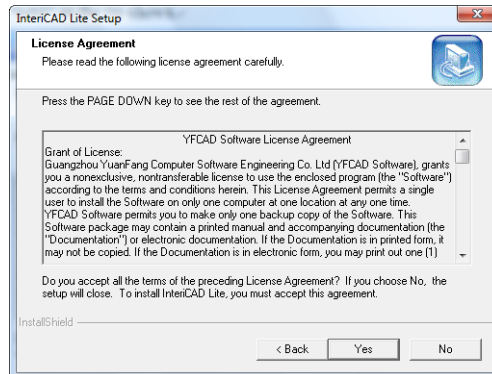 InteriCAD Lite Setup
License Agreement
Please read the following license agreement carefully.
Press the PAGE DOWN key to see the rest of the agreement.
YFCAD Software License Agreement
Grant of License:
Guangzhou YuanFang Computer Software Engineering Co. Ltd (YFCAD Software), grants
you a nonexclusive, nontransferable license to use the enclosed program (the "Software")
according to the terms and conditions herein. This License Agreement permits a single
user to install the Software on only one computer at one location at any one time.
YFCAD Software permits you to make only one backup copy of the Software. This
Software package may contain a printed manual and accompanying documentation (the
"Documentation") or electronic documentation. If the Documentation is in printed form, it
may not be copied. If the Documentation is in electronic form, you may print out one (1)
Do you accept all the terms of the preceding License Agreement? If you choose No, the
setup will close. To install InteriCAD Lite, you must accept this agreement.
InstallShield
< Back Yes No